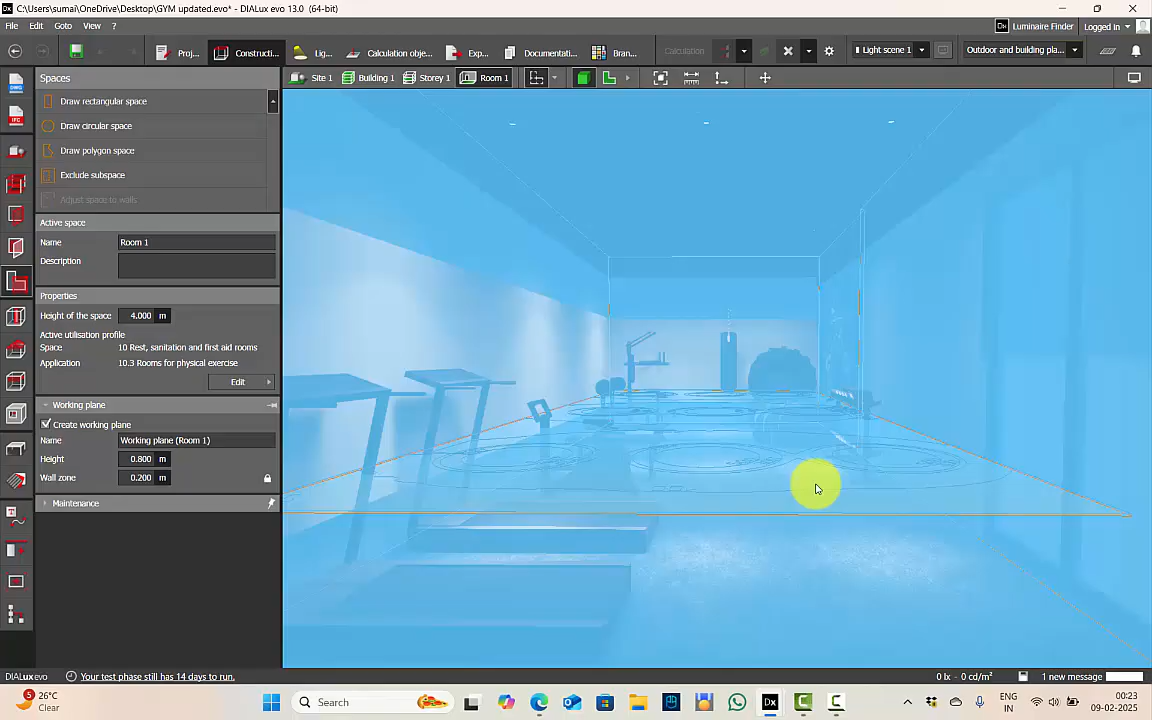 C:\Users\sumai\OneDrive\Desktop\GYM updated.evo* - DIALux evo 13.0 (64-bit)
File Edit Goto View ?
Luminaire Finder Logged in
Proj... Constructi... Lig... Calculation obje... Exp... Documentati... Bran... Calculation Light scene 1 Outdoor and building pla...
Spaces
Site 1 Building 1 Storey 1 Room 1
DWG
IFC
Draw rectangular space
Draw circular space
Draw polygon space
Exclude subspace
Adjust space to walls
Active space
Name Room 1
Description
Properties
Height of the space 4.000 m
Active utilisation profile
Space 10 Rest, sanitation and first aid rooms
Application 10.3 Rooms for physical exercise
Edit
Working plane
Create working plane
Name Working plane (Room 1)
Height 0.800 m
Wall zone 0.200 m
Maintenance
DIALux evo Your test phase still has 14 days to run. 0 lx - 0 cd/m² 1 new message
5 26°C
Clear
Search
ENG
IN
00:23
09-02-2025